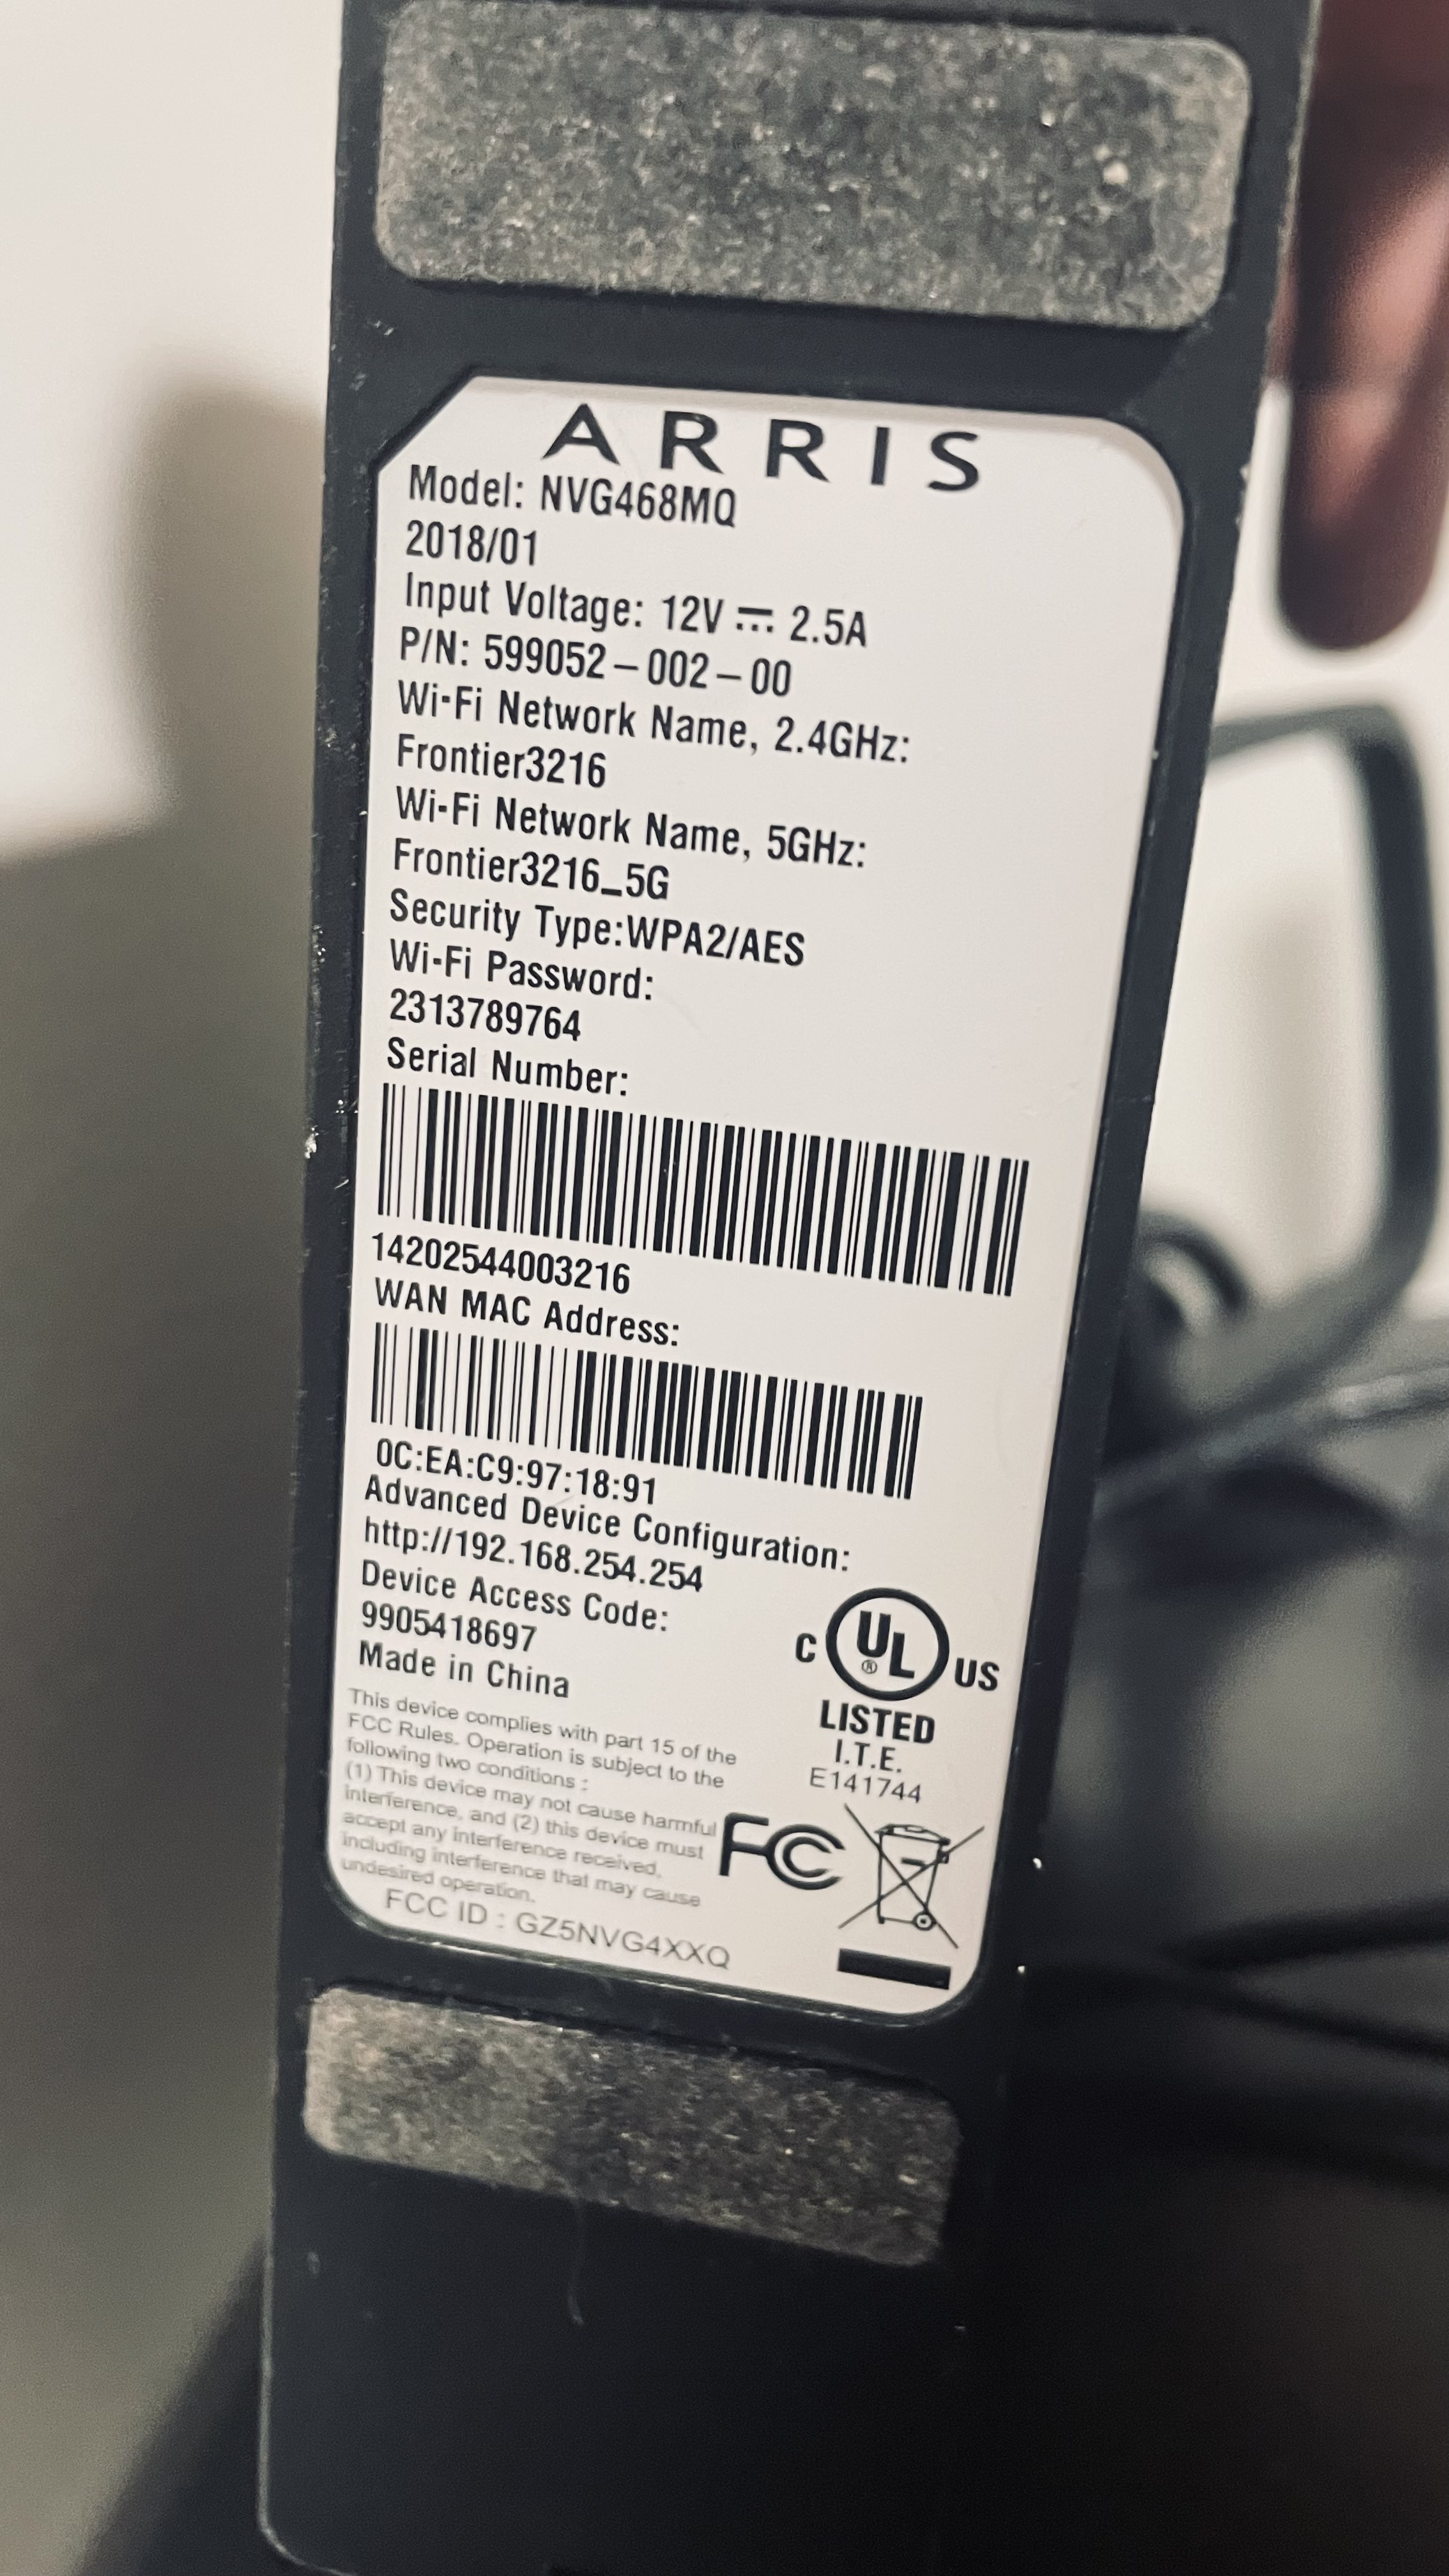 ARRIS
Model: NVG468MQ
2018/01
Input Voltage: 12V ⎓ 2.5A
P/N: 599052-002-00
Wi-Fi Network Name, 2.4GHz:
Frontier3216
Wi-Fi Network Name, 5GHz:
Frontier3216_5G
Security Type:WPA2/AES
Wi-Fi Password:
2313789764
Serial Number:
14202544003216
WAN MAC Address:
0C:EA:C9:97:18:91
Advanced Device Configuration:
http://192.168.254.254
Device Access Code:
9905418697
Made in China
This device complies with part 15 of the
FCC Rules. Operation is subject to the
following two conditions :
(1) This device may not cause harmful
interference, and (2) this device must
accept any interference received,
including interference that may cause
undesired operation.
FCC ID : GZ5NVG4XXQ
C UL ® US
LISTED
I.T.E.
E141744
FC